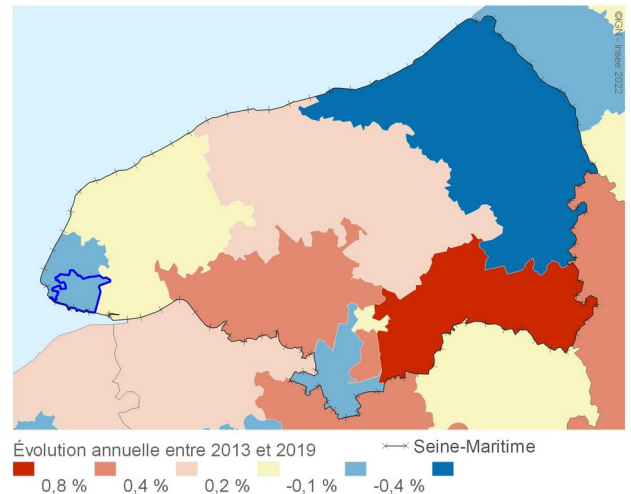 ©IGN - Insee 2022
Évolution annuelle entre 2013 et 2019 Seine-Maritime
0,8 % 0,4 % 0,2 % -0,1 % -0,4 %